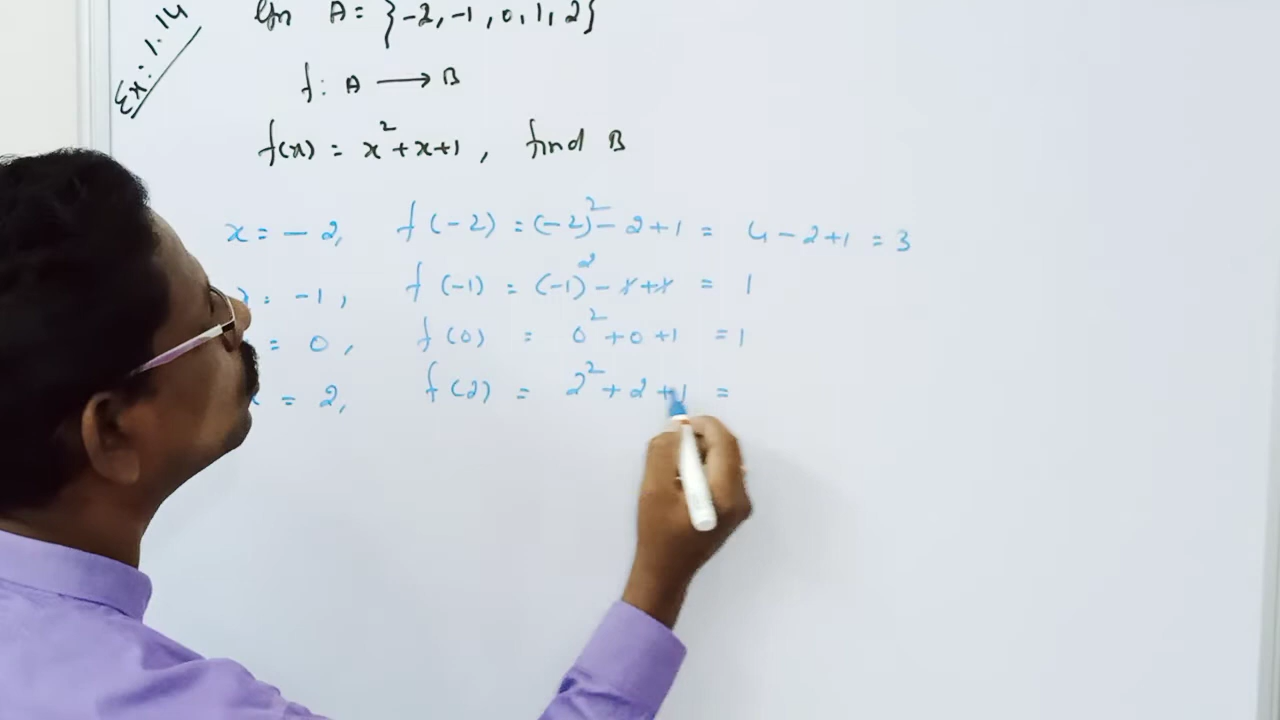 Ex: 1.14
Gn A = {-2, -1, 0, 1, 2}
f: A ⟶ B
f(x) = x² + x + 1, find B
x = -2, f(-2) = (-2)² - 2 + 1 = 4 - 2 + 1 = 3
= -1, f(-1) = (-1)² - 1 + 1 = 1
= 0, f(0) = 0² + 0 + 1 = 1
x = 2, f(2) = 2² + 2 + 1 =